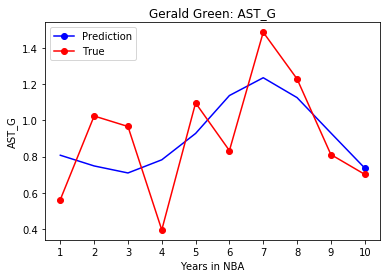 Gerald Green: AST_G
Prediction
True
AST_G
1.4
1.2
1.0
0.8
0.6
0.4
1 2 3 4 5 6 7 8 9 10
Years in NBA